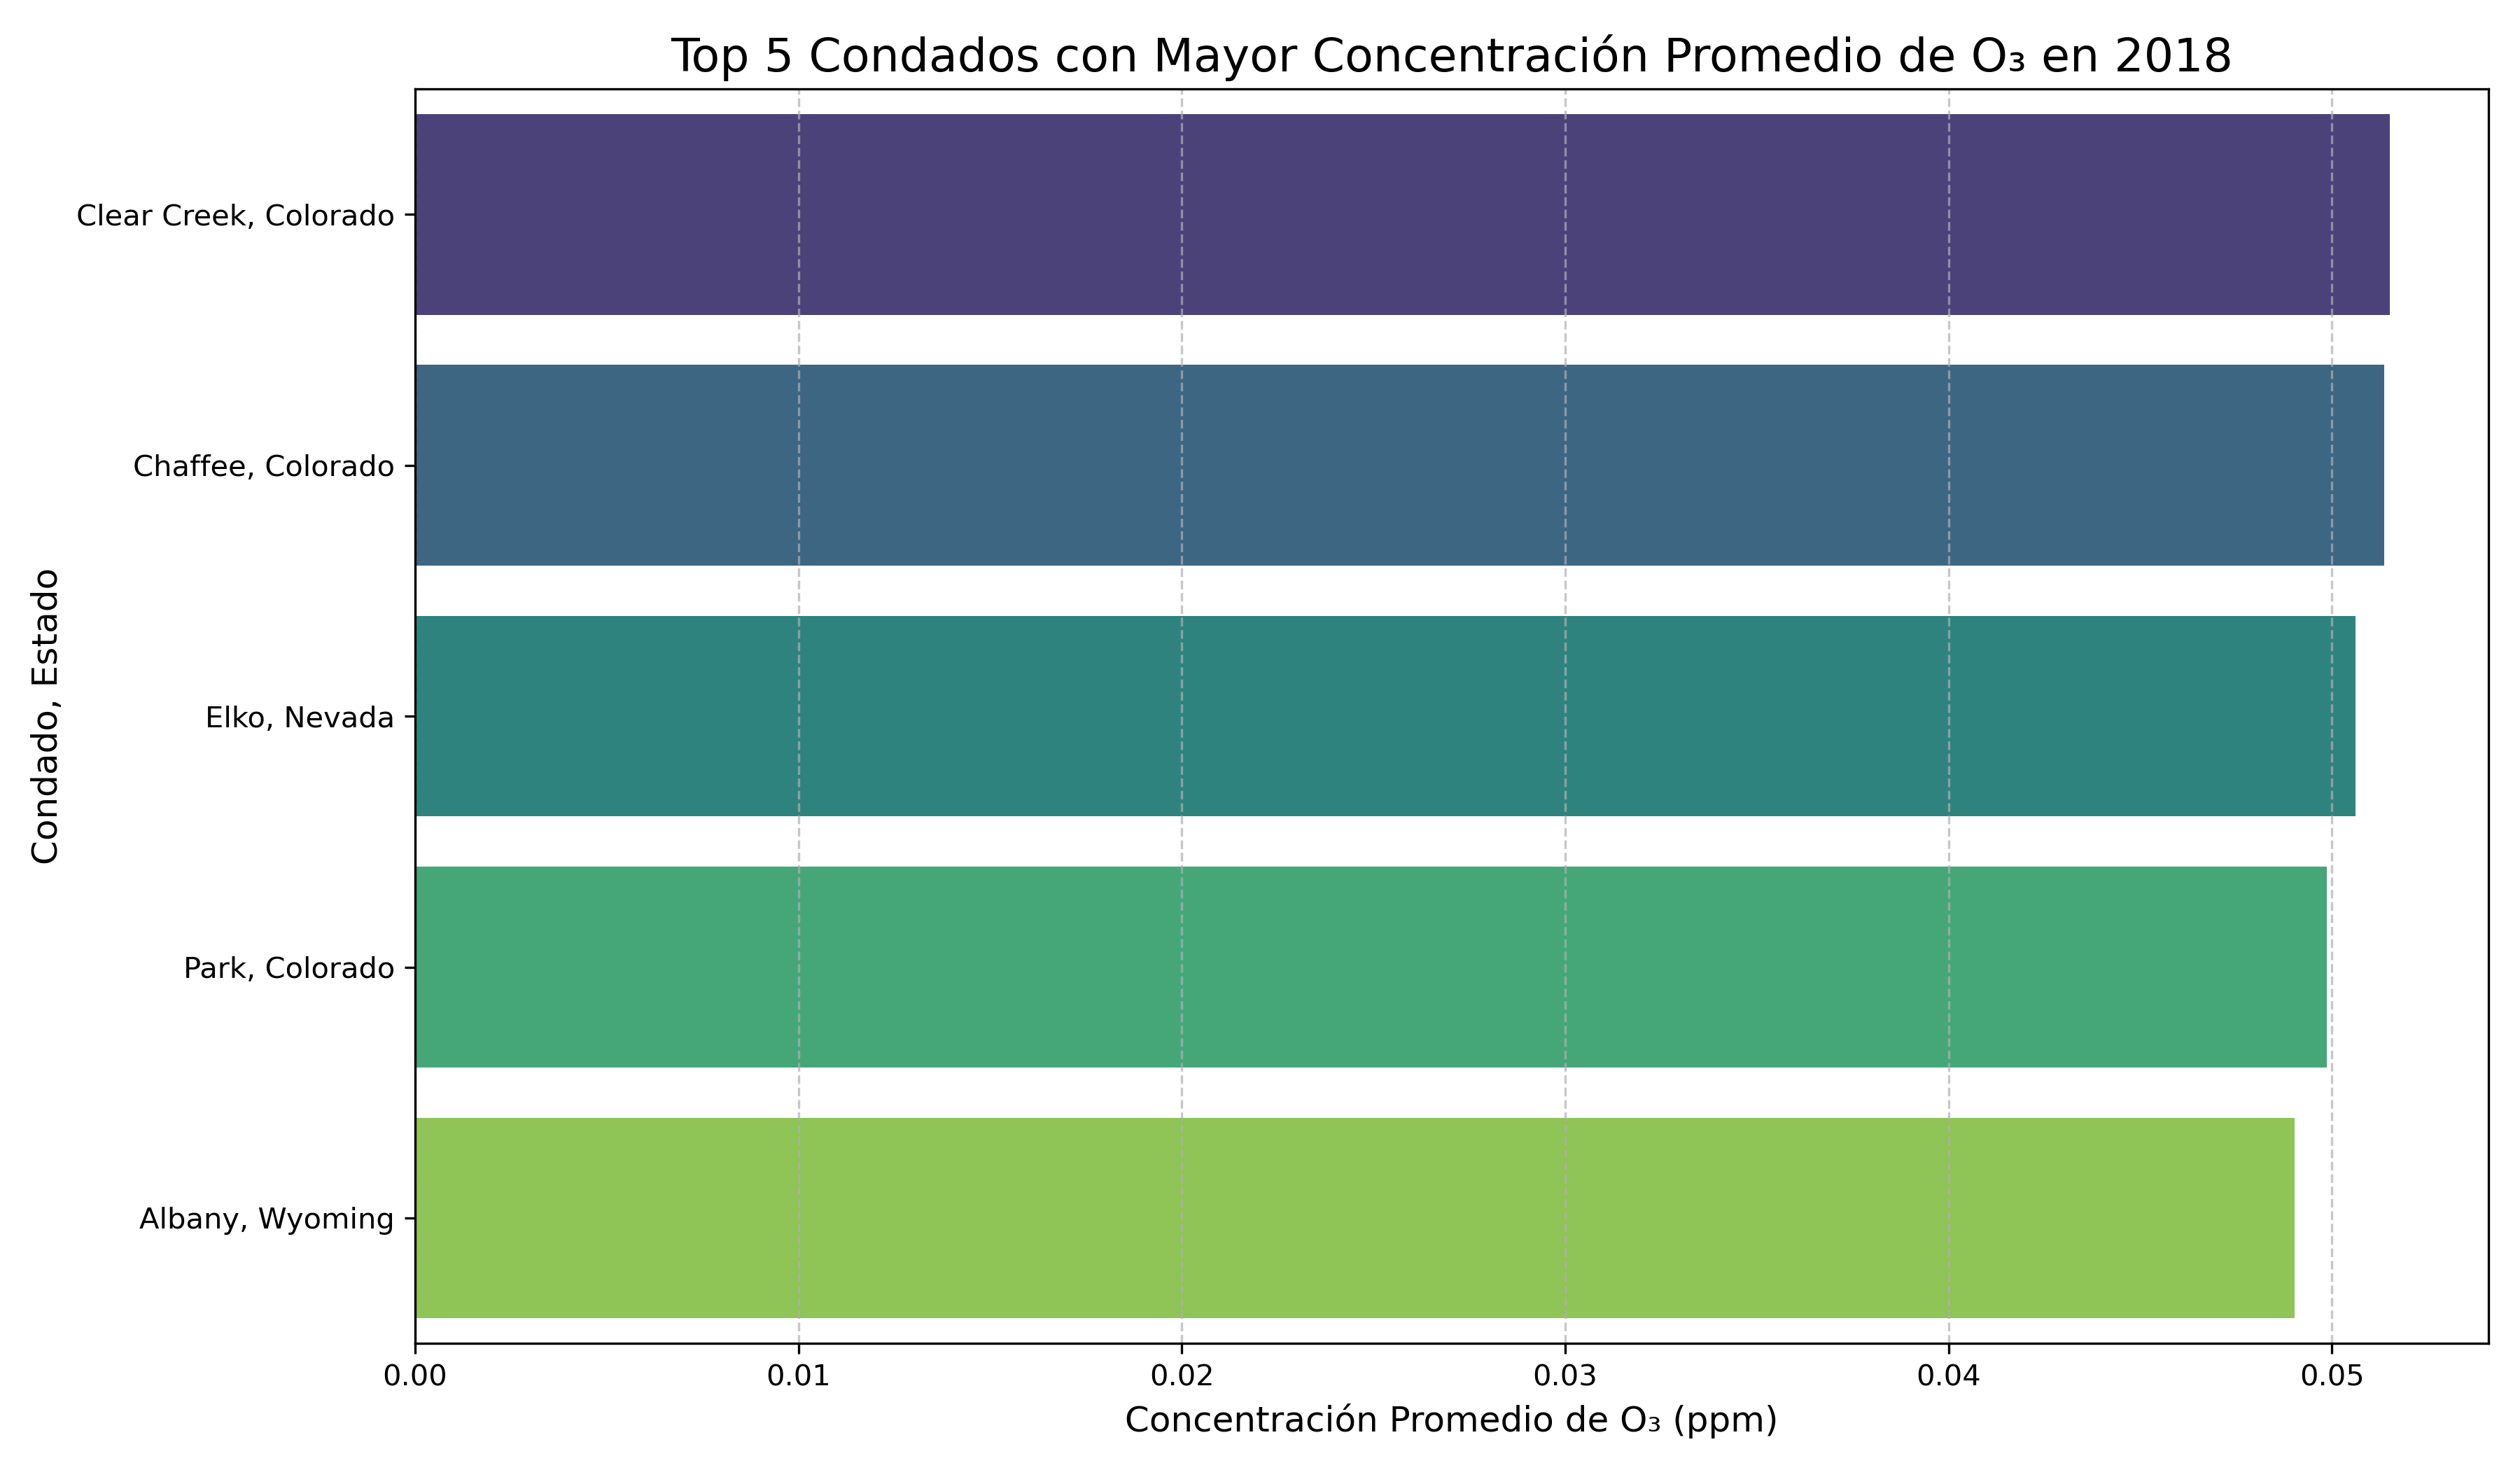 Top 5 Condados con Mayor Concentración Promedio de O₃ en 2018
Condado, Estado
Clear Creek, Colorado
Chaffee, Colorado
Elko, Nevada
Park, Colorado
Albany, Wyoming
0.00 0.01 0.02 0.03 0.04 0.05
Concentración Promedio de O₃ (ppm)